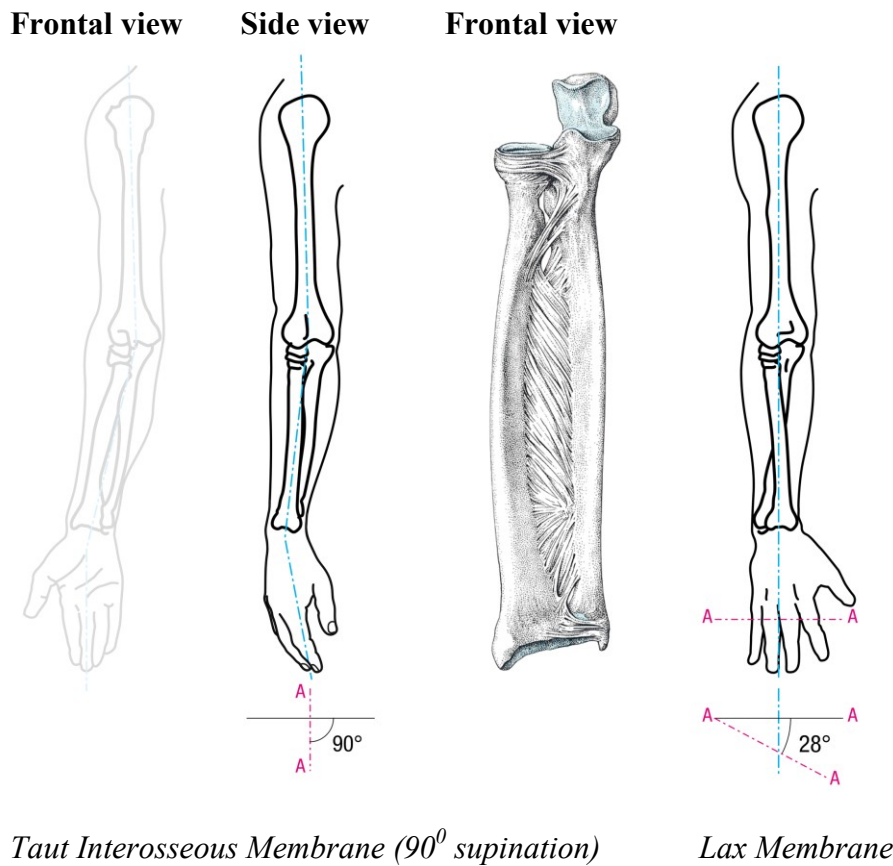 Frontal view Side view Frontal view
A A
A
90°
A
A A
28°
A
Taut Interosseous Membrane (90⁰ supination) Lax Membrane